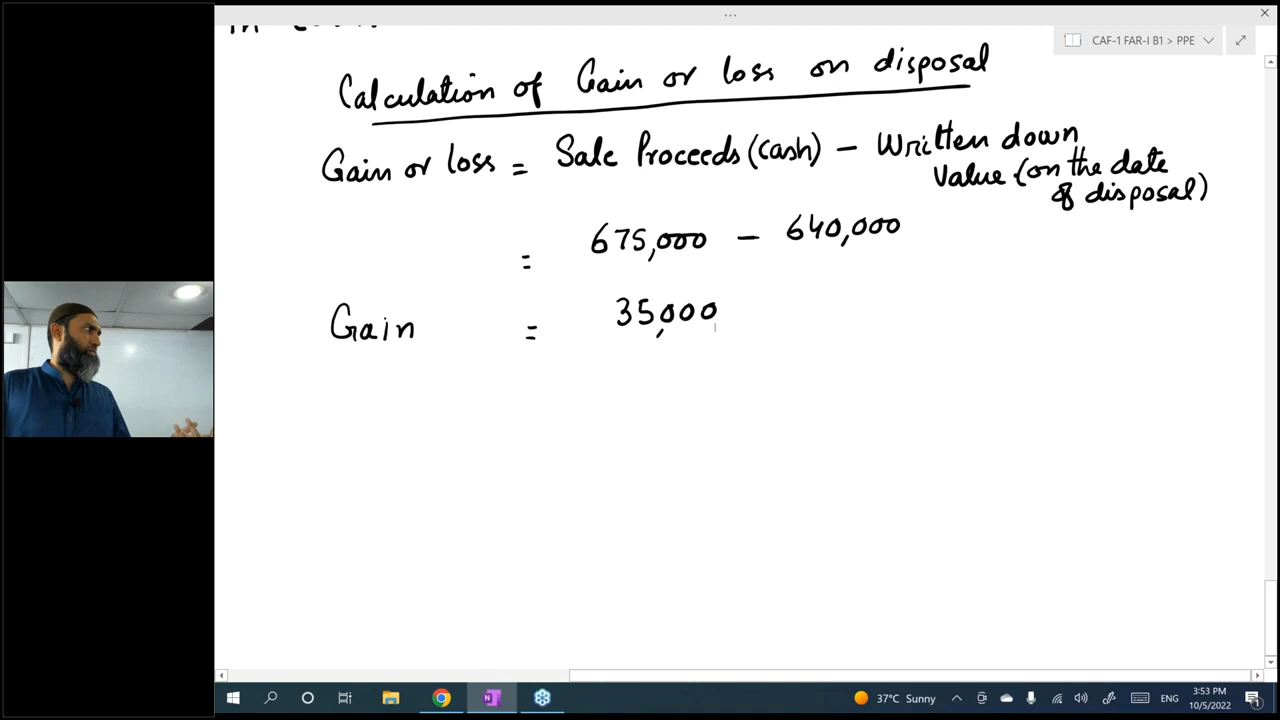 CAF-1 FAR-I B1 > PPE
Calculation of Gain or loss on disposal
Gain or loss = Sale Proceeds (cash) - Written down
Value (on the date
of disposal)
= 675,000 - 640,000
Gain = 35,000
37°C Sunny
ENG
3:53 PM
10/5/2022
1